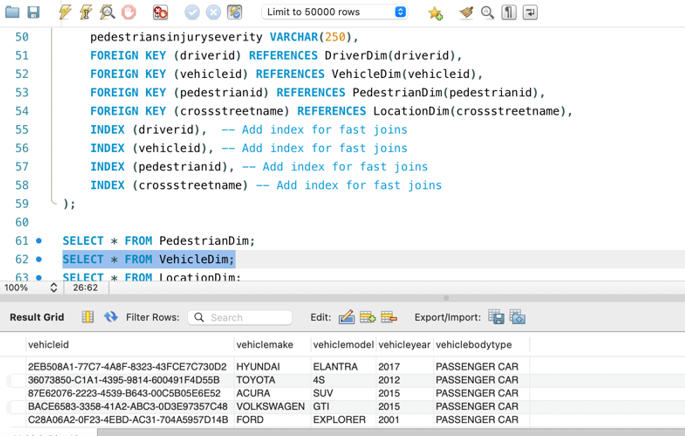 Limit to 50000 rows
50 pedestriansinjuryseverity VARCHAR(250),
51 FOREIGN KEY (driverid) REFERENCES DriverDim(driverid),
52 FOREIGN KEY (vehicleid) REFERENCES VehicleDim(vehicleid),
53 FOREIGN KEY (pedestrianid) REFERENCES PedestrianDim(pedestrianid),
54 FOREIGN KEY (crossstreetname) REFERENCES LocationDim(crossstreetname),
55 INDEX (driverid), -- Add index for fast joins
56 INDEX (vehicleid), -- Add index for fast joins
57 INDEX (pedestrianid), -- Add index for fast joins
58 INDEX (crossstreetname) -- Add index for fast joins
59 );
60
61 SELECT * FROM PedestrianDim;
62 SELECT * FROM VehicleDim;
63 SELECT * FROM LocationDim;
100% 26:62
Result Grid Filter Rows: Search Edit: Export/Import:
vehicleid vehiclemake vehiclemodel vehicleyear vehiclebodytype
2EB508A1-77C7-4A8F-8323-43FCE7C730D2 HYUNDAI ELANTRA 2017 PASSENGER CAR
36073850-C1A1-4395-9814-600491F4D55B TOYOTA 4S 2012 PASSENGER CAR
87E62076-2223-4539-B643-00C5B05E6E52 ACURA SUV 2015 PASSENGER CAR
BACE6583-3358-41A2-ABC3-0D3E97357C48 VOLKSWAGEN GTI 2015 PASSENGER CAR
C28A06A2-0F23-4EBD-AC31-704A5957D14B FORD EXPLORER 2001 PASSENGER CAR